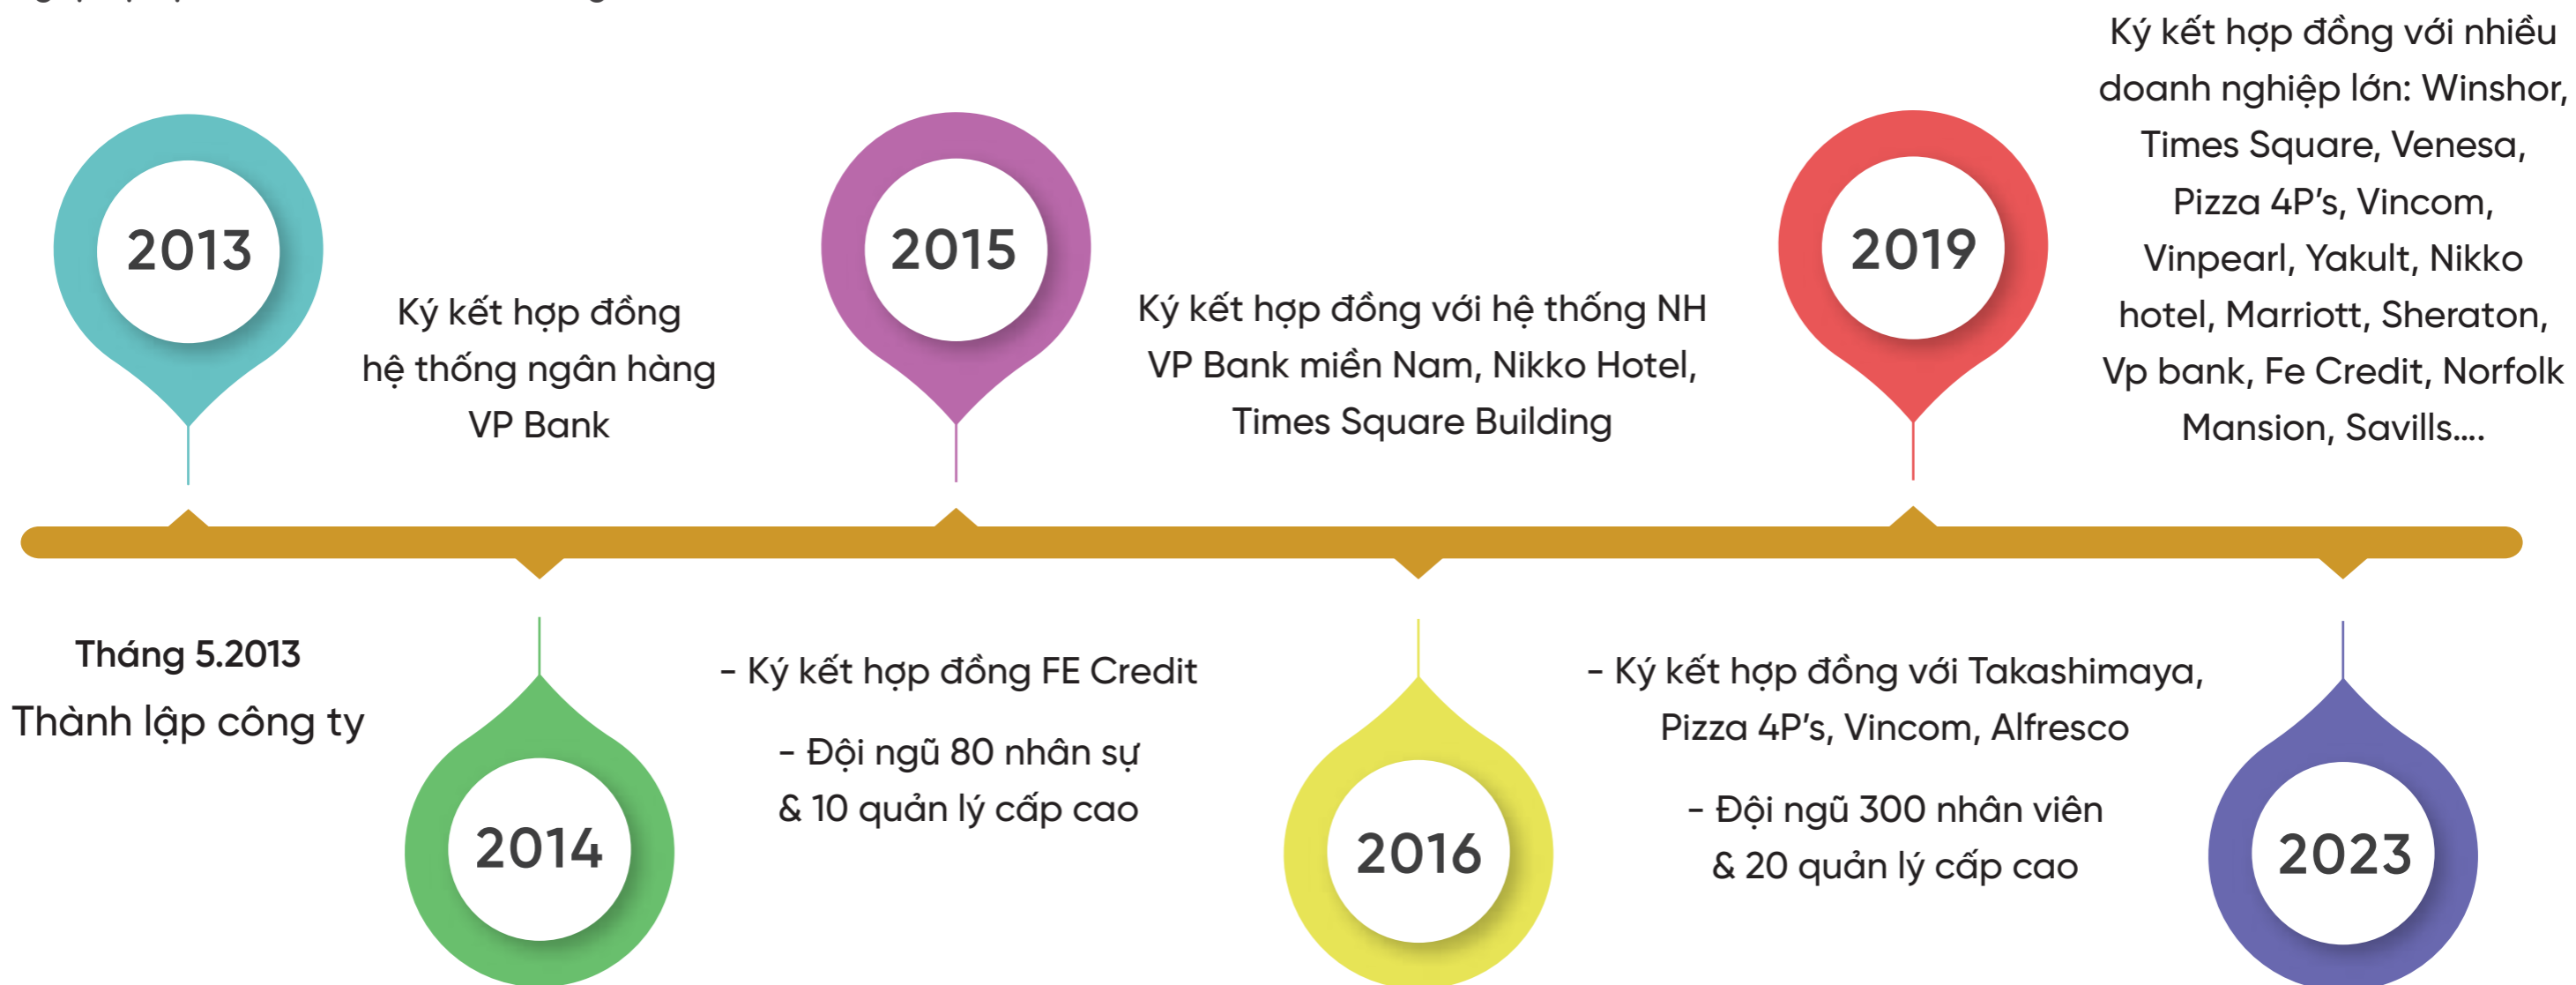 2013
Tháng 5.2013
Thành lập công ty
Ký kết hợp đồng
hệ thống ngân hàng
VP Bank
2014
- Ký kết hợp đồng FE Credit
- Đội ngũ 80 nhân sự
& 10 quản lý cấp cao
2015
Ký kết hợp đồng với hệ thống NH
VP Bank miền Nam, Nikko Hotel,
Times Square Building
2016
- Ký kết hợp đồng với Takashimaya,
Pizza 4P's, Vincom, Alfresco
- Đội ngũ 300 nhân viên
& 20 quản lý cấp cao
2019
Ký kết hợp đồng với nhiều
doanh nghiệp lớn: Winshor,
Times Square, Venesa,
Pizza 4P's, Vincom,
Vinpearl, Yakult, Nikko
hotel, Marriott, Sheraton,
Vp bank, Fe Credit, Norfolk
Mansion, Savills....
2023